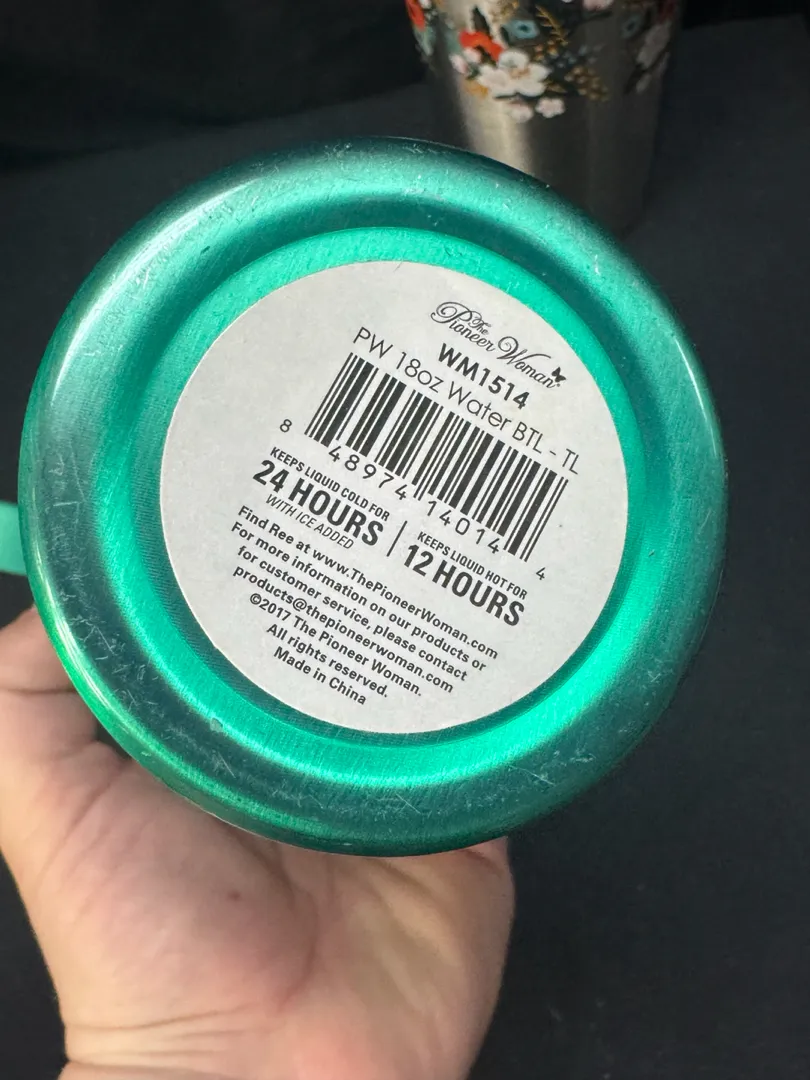 The
Pioneer Woman
WM1514
PW 18oz Water BTL - TL
8 48974 14014 4
KEEPS LIQUID COLD FOR
24 HOURS
WITH ICE ADDED
KEEPS LIQUID HOT FOR
12 HOURS
Find Ree at www.ThePioneerWoman.com
For more information on our products or
for customer service, please contact
products@thepioneerwoman.com
©2017 The Pioneer Woman.
All rights reserved.
Made in China